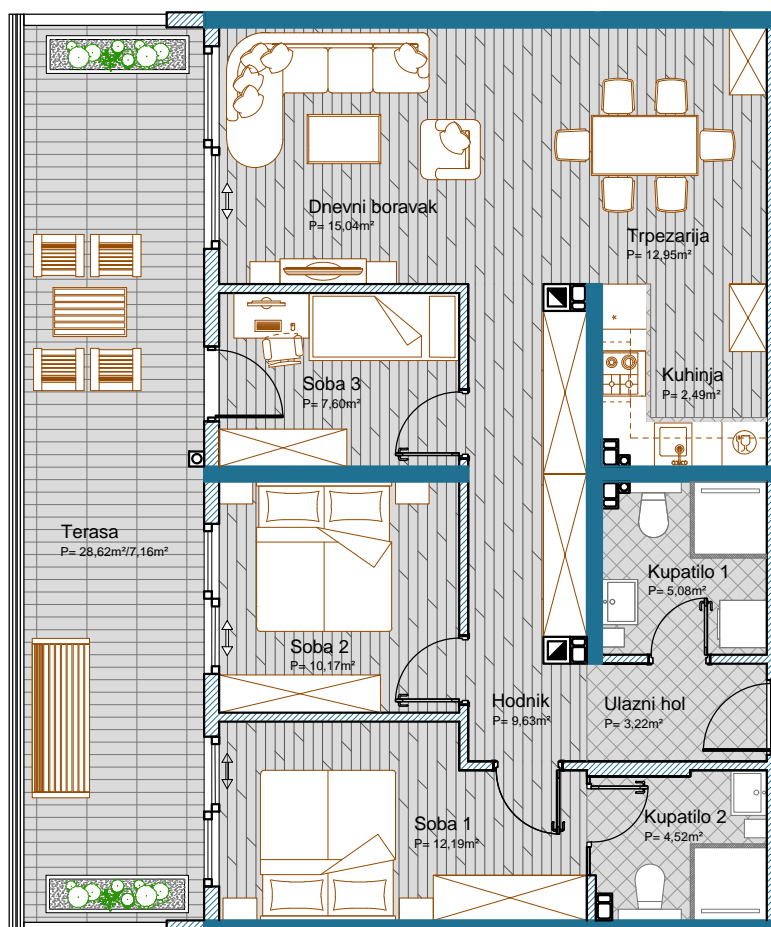 Dnevni boravak
P= 15,04m²
Trpezarija
P= 12,95m²
Soba 3
P= 7,60m²
Kuhinja
P= 2,49m²
Terasa
P= 28,62m²/7,16m²
Kupatilo 1
P= 5,08m²
Soba 2
P= 10,17m²
Hodnik
P= 9,63m²
Ulazni hol
P= 3,22m²
Soba 1
P= 12,19m²
Kupatilo 2
P= 4,52m²